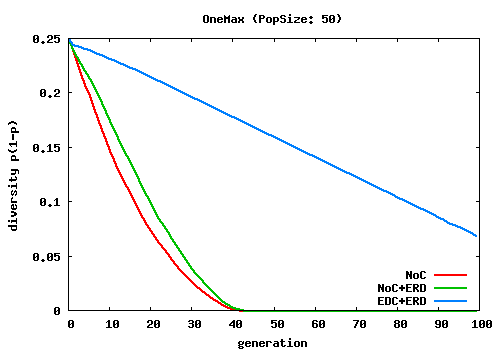 OneMax (PopSize: 50)
0.25
0.2
0.15
0.1
0.05
0
diversity p(1-p)
NoC
NoC+ERD
EDC+ERD
0 10 20 30 40 50 60 70 80 90 100
generation